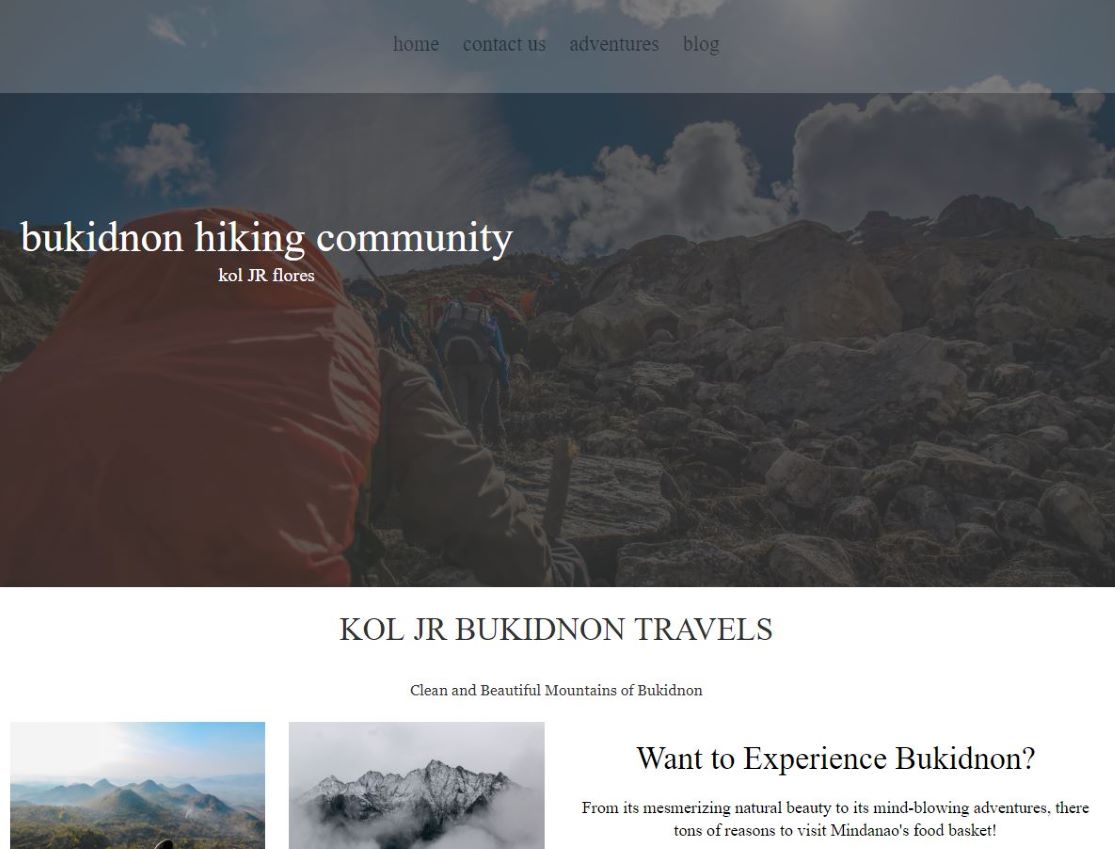 home contact us adventures blog
bukidnon hiking community
kol JR flores
KOL JR BUKIDNON TRAVELS
Clean and Beautiful Mountains of Bukidnon
Want to Experience Bukidnon?
From its mesmerizing natural beauty to its mind-blowing adventures, there
tons of reasons to visit Mindanao's food basket!